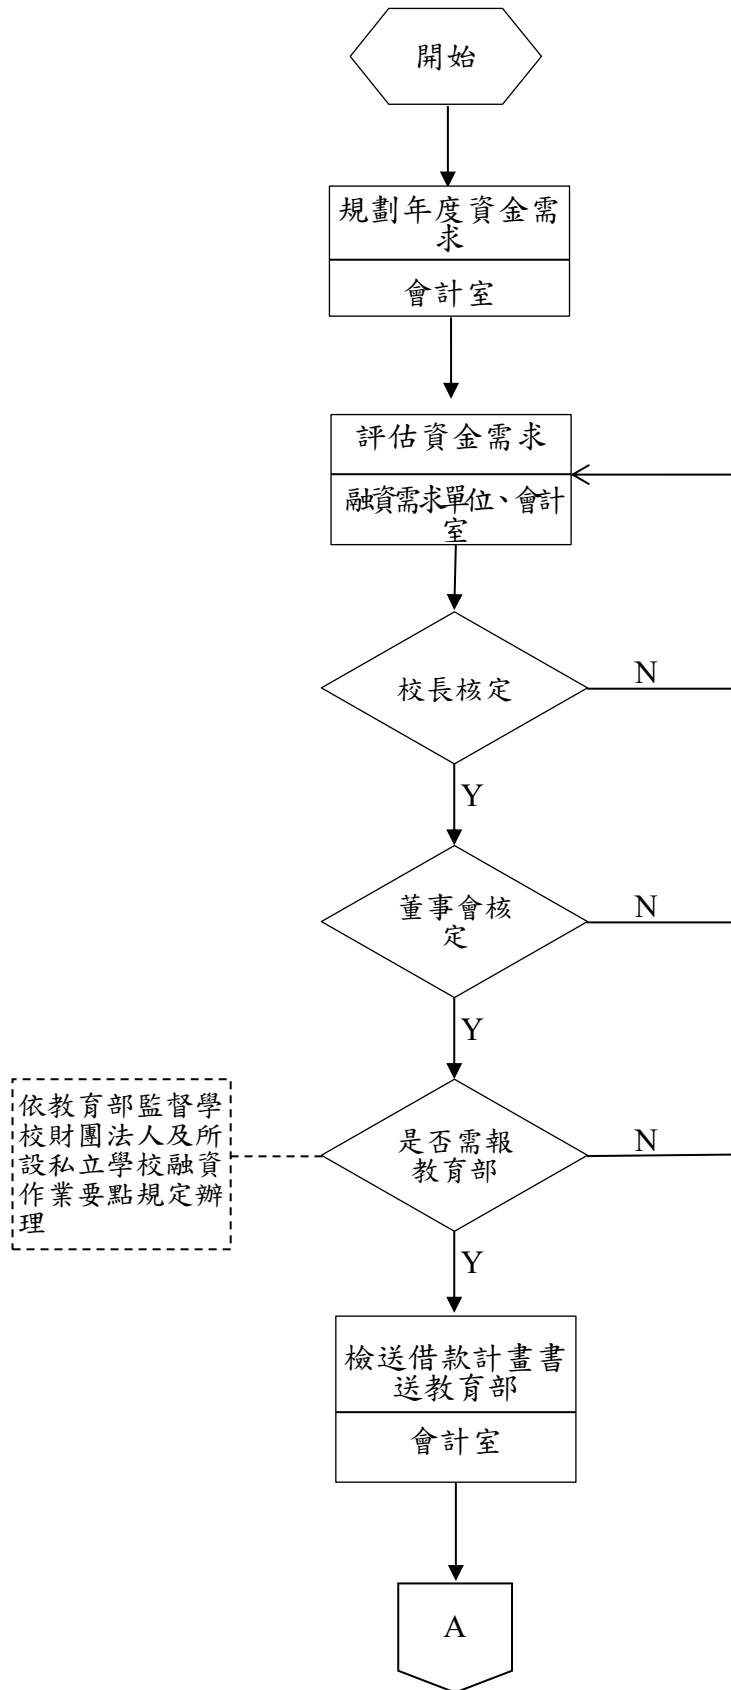 開始
規劃年度資金需
求
會計室
評估資金需求
融資需求單位、會計
室
校長核定
N
Y
董事會核
定
N
Y
依教育部監督學
校財團法人及所
設私立學校融資
作業要點規定辦
理
是否需報
教育部
N
Y
檢送借款計畫書
送教育部
會計室
A